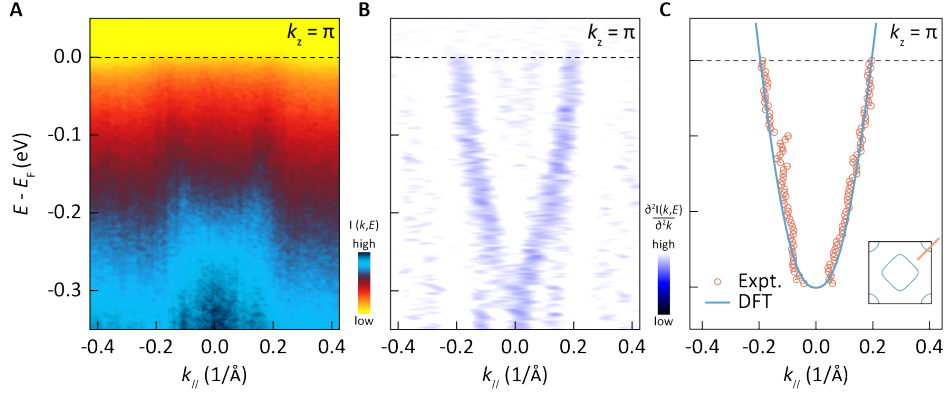 A
B
C
k_z = π
k_z = π
k_z = π
0.0
-0.1
-0.2
-0.3
E - E_F (eV)
I (k,E)
high
low
∂²I(k,E)
∂²k
high
low
Expt.
DFT
-0.4 -0.2 0.0 0.2 0.4
-0.4 -0.2 0.0 0.2 0.4
-0.4 -0.2 0.0 0.2 0.4
k_// (1/Å)
k_// (1/Å)
k_// (1/Å)